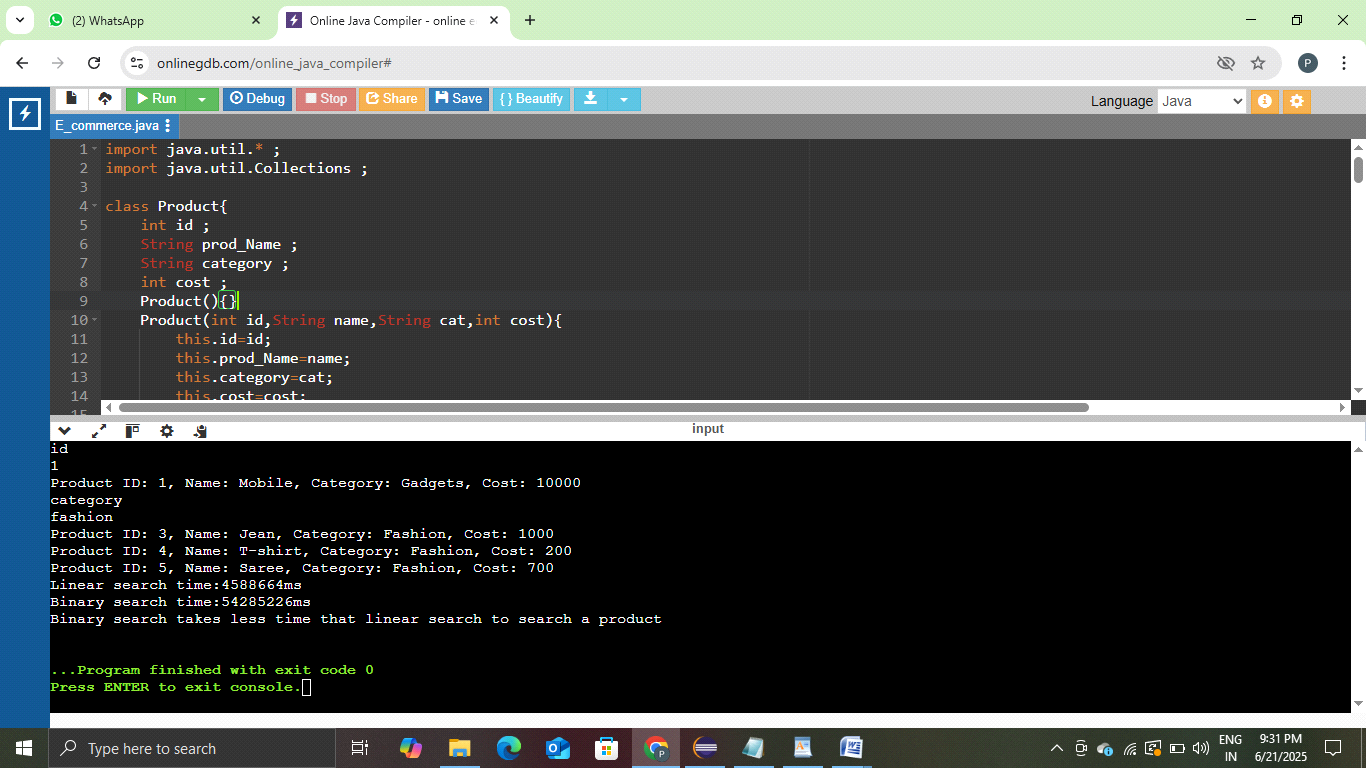 (2) WhatsApp
Online Java Compiler - online e
onlinegdb.com/online_java_compiler#
P
Run
Debug
Stop
Share
Save
{ } Beautify
Language Java
E_commerce.java
1 import java.util.* ;
2 import java.util.Collections ;
3
4 class Product{
5 int id ;
6 String prod_Name ;
7 String category ;
8 int cost ;
9 Product(){}
10 Product(int id,String name,String cat,int cost){
11 this.id=id;
12 this.prod_Name=name;
13 this.category=cat;
14 this.cost=cost;
15
input
id
1
Product ID: 1, Name: Mobile, Category: Gadgets, Cost: 10000
category
fashion
Product ID: 3, Name: Jean, Category: Fashion, Cost: 1000
Product ID: 4, Name: T-shirt, Category: Fashion, Cost: 200
Product ID: 5, Name: Saree, Category: Fashion, Cost: 700
Linear search time:4588664ms
Binary search time:54285226ms
Binary search takes less time that linear search to search a product
...Program finished with exit code 0
Press ENTER to exit console.
Type here to search
ENG
IN
9:31 PM
6/21/2025